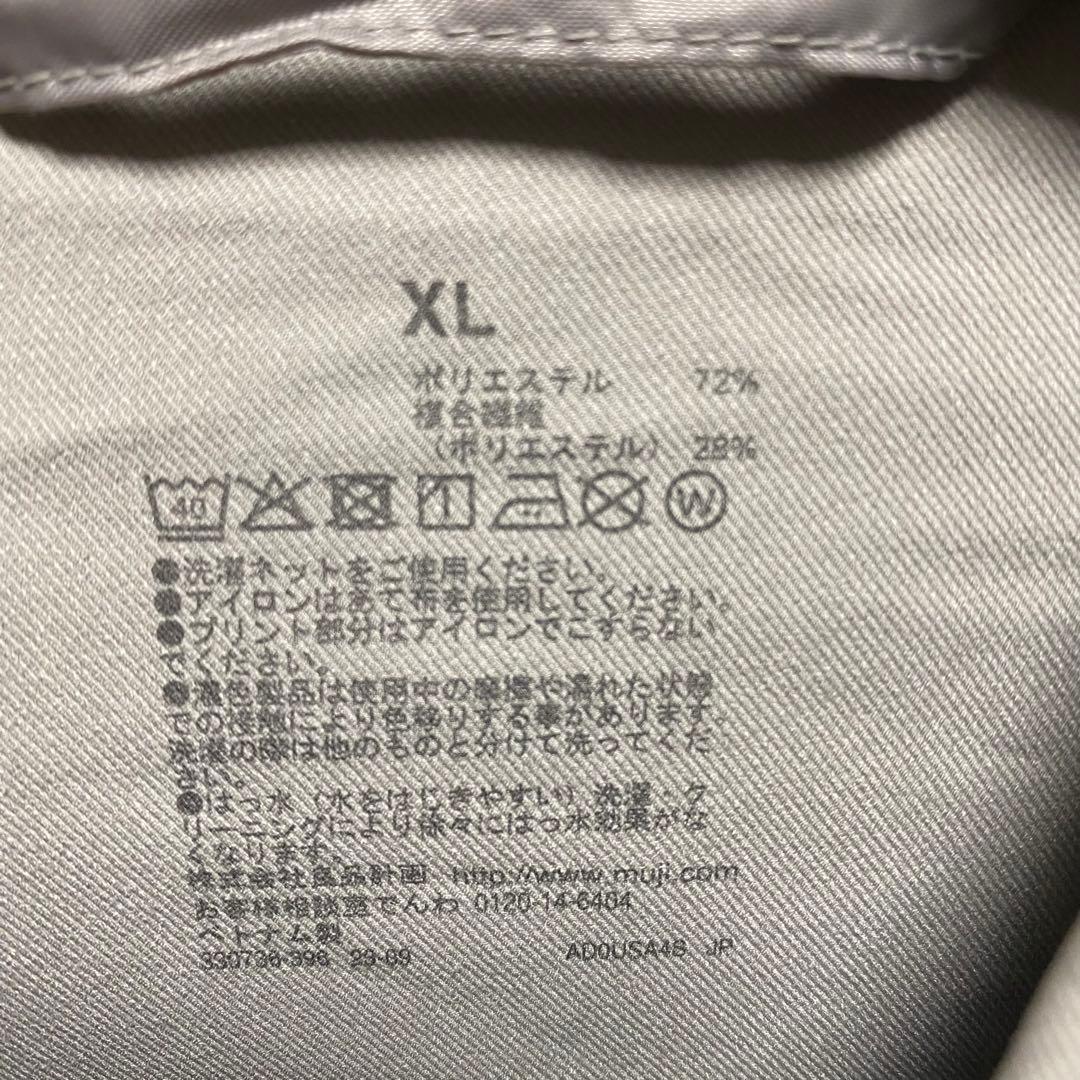 XL
ポリエステル 72%
複合繊維
(ポリエステル) 28%
40
W
●洗濯ネットをご使用ください。
●アイロンはあて布を使用してください。
●プリント部分はアイロンでこすらない
でください。
●濃色製品は使用中の摩擦や濡れた状態
での接触により色移りする事があります。
洗濯の際は他のものと分けて洗ってくだ
さい。
●はっ水(水をはじきやすい)洗濯・ク
リーニングにより徐々にはっ水効果がな
くなります。
株式会社良品計画 http://www.muji.com
お客様相談室でんわ 0120-14-6404
ベトナム製
23-09 JP